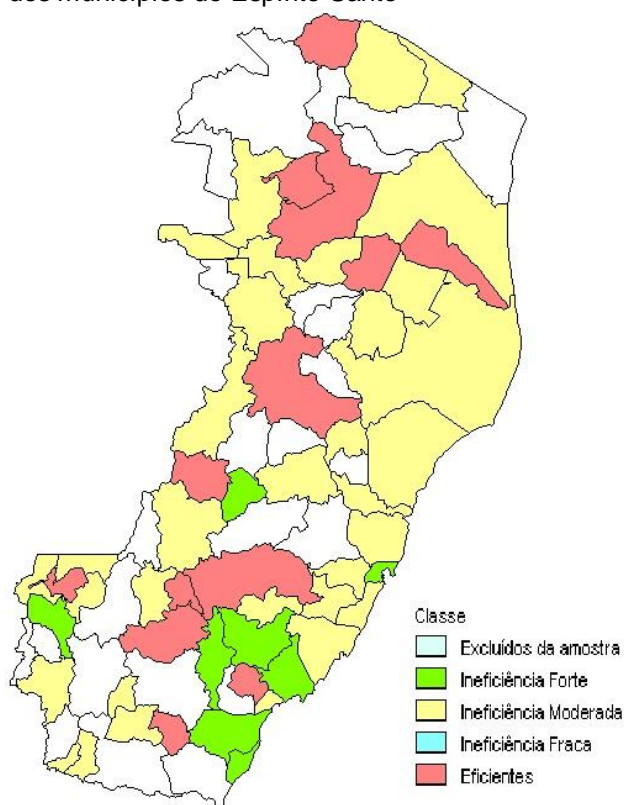 dos municípios do Espírito Santo
Classe
Excluídos da amostra
Ineficiência Forte
Ineficiência Moderada
Ineficiência Fraca
Eficientes